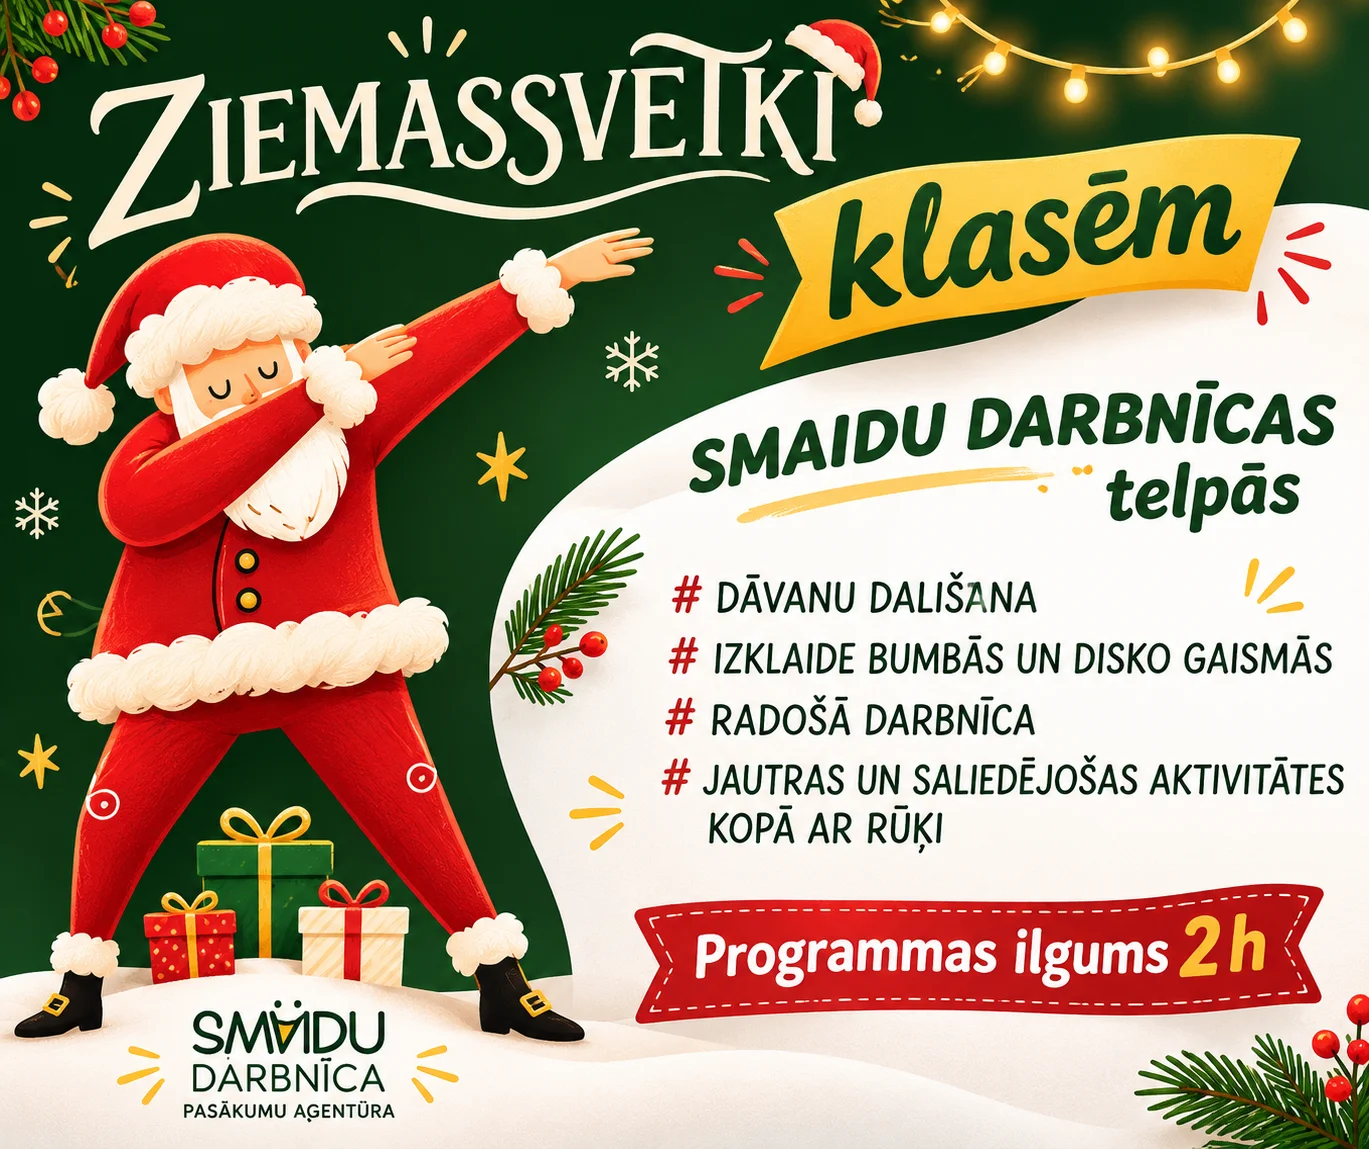 ZIEMASSVĒTKI
klasēm
SMAIDU DARBNĪCAS
telpās
# DĀVANU DALIŠANA
# IZKLAIDE BUMBĀS UN DISKO GAISMĀS
# RADOŠĀ DARBNĪCA
# JAUTRAS UN SALIEDĒJOŠAS AKTIVITĀTES
KOPĀ AR RŪĶI
Programmas ilgums 2h
SMAIDU
DARBNĪCA
PASĀKUMU AĢENTŪRA